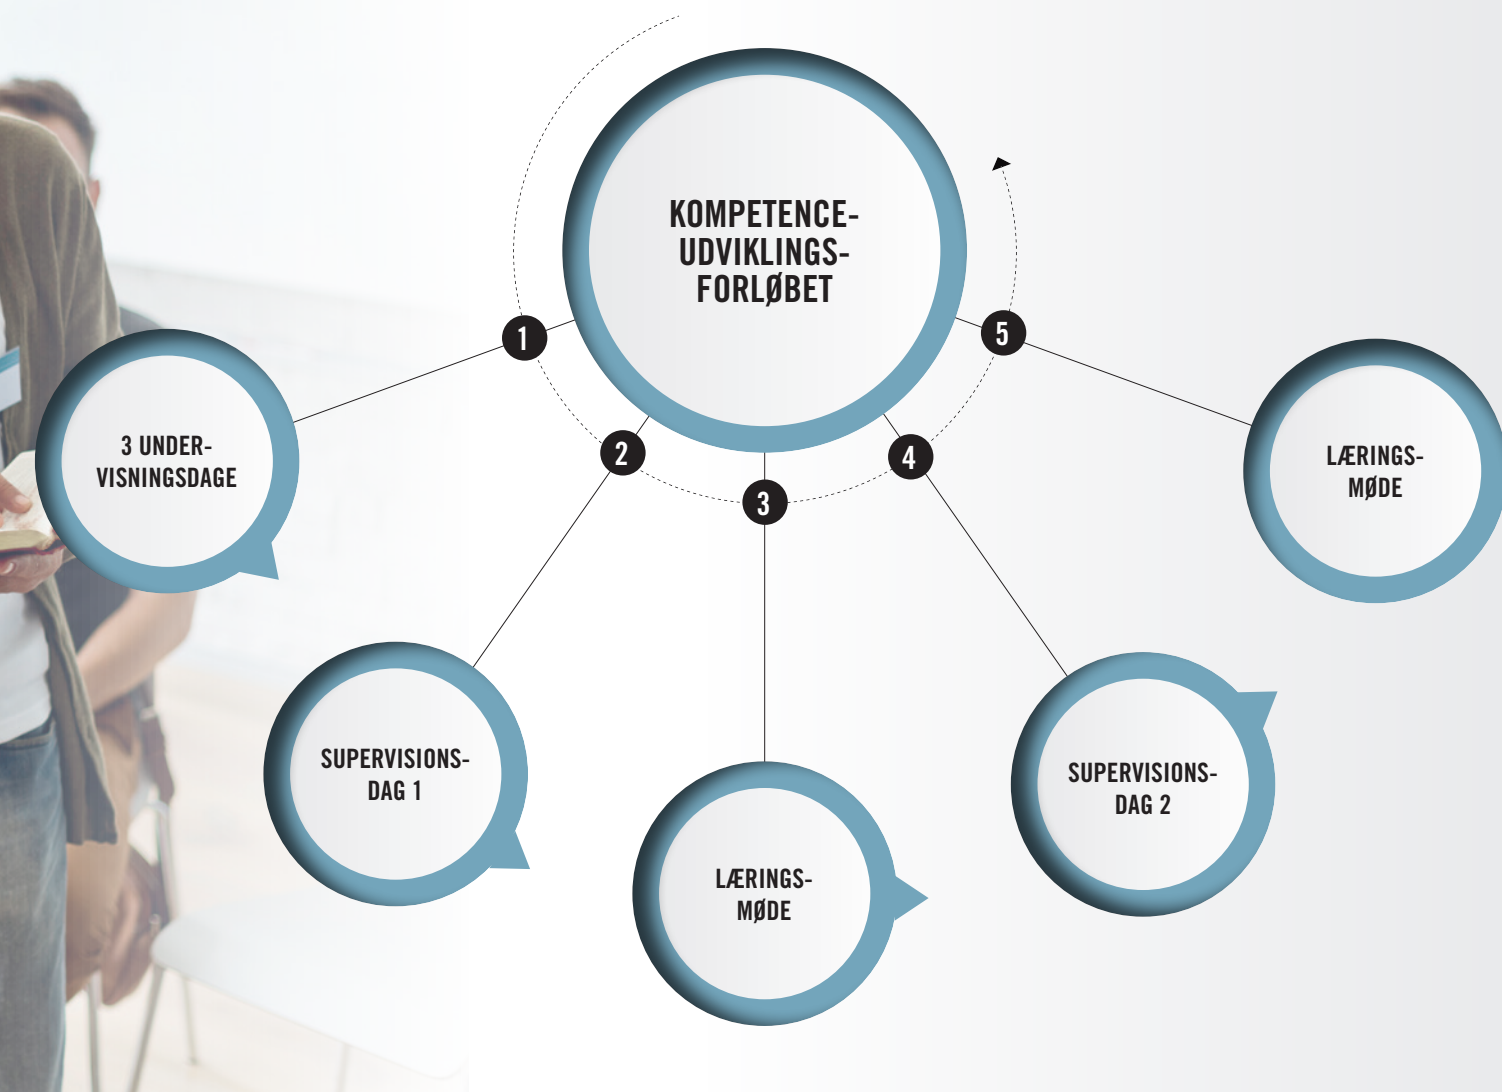 KOMPETENCE-
UDVIKLINGS-
FORLØBET
1
2
3
4
5
3 UNDER-
VISNINGSDAGE
SUPERVISIONS-
DAG 1
LÆRINGS-
MØDE
SUPERVISIONS-
DAG 2
LÆRINGS-
MØDE